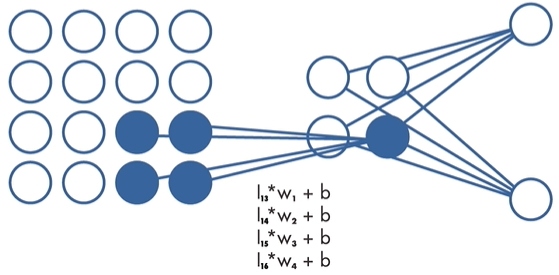 I₁₃*w₁ + b
I₁₄*w₂ + b
I₁₅*w₃ + b
I₁₆*w₄ + b